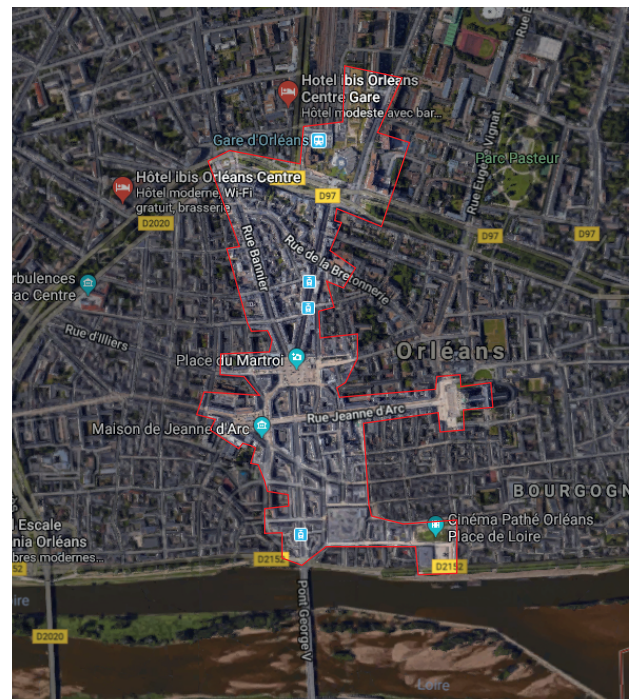 Hotel ibis Orléans
Centre Gare
Hôtel modeste avec bar...
Gare d'Orléans
Rue Eugène Vignat
Parc Pasteur
Hôtel ibis Orléans Centre
Hôtel moderne, Wi-Fi
gratuit, brasserie
D97
D2020
D97
D97
Rue Bannier
Rue de la Bretonnerie
urbulences
rac Centre
Rue d'Illiers
Place du Martroi
Orléans
Rue Jeanne d'Arc
Maison de Jeanne d'Arc
BOURGOGN
l Escale
nia Orléans
bres modernes...
Cinéma Pathé Orléans
Place de Loire
D2152
52
D2152
Loire
D2020
Pont George V
Loire